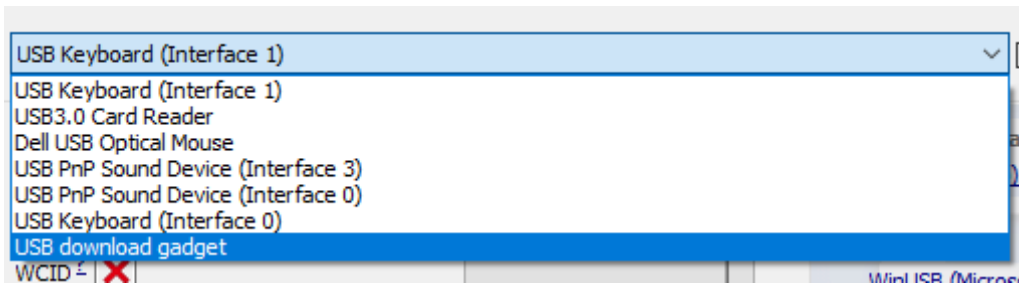 USB Keyboard (Interface 1)
USB Keyboard (Interface 1)
USB3.0 Card Reader
Dell USB Optical Mouse
USB PnP Sound Device (Interface 3)
USB PnP Sound Device (Interface 0)
USB Keyboard (Interface 0)
USB download gadget
WCID ?
WinUSB (Micros